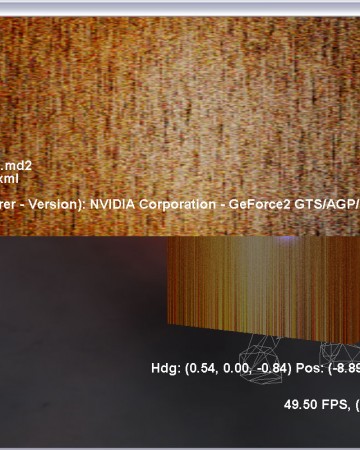 .md2
xml
rer - Version): NVIDIA Corporation - GeForce2 GTS/AGP/
Hdg: (0.54, 0.00, -0.84) Pos: (-8.89
49.50 FPS, (